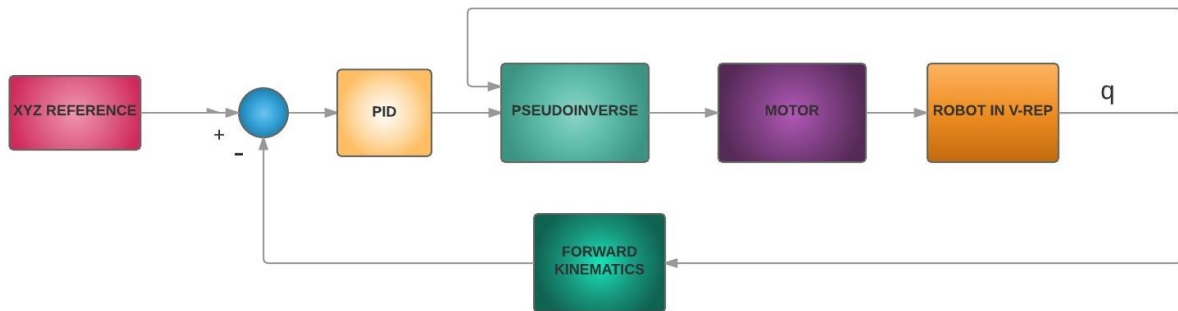 q
XYZ REFERENCE
PID
PSEUDOINVERSE
MOTOR
ROBOT IN V-REP
+
-
FORWARD
KINEMATICS